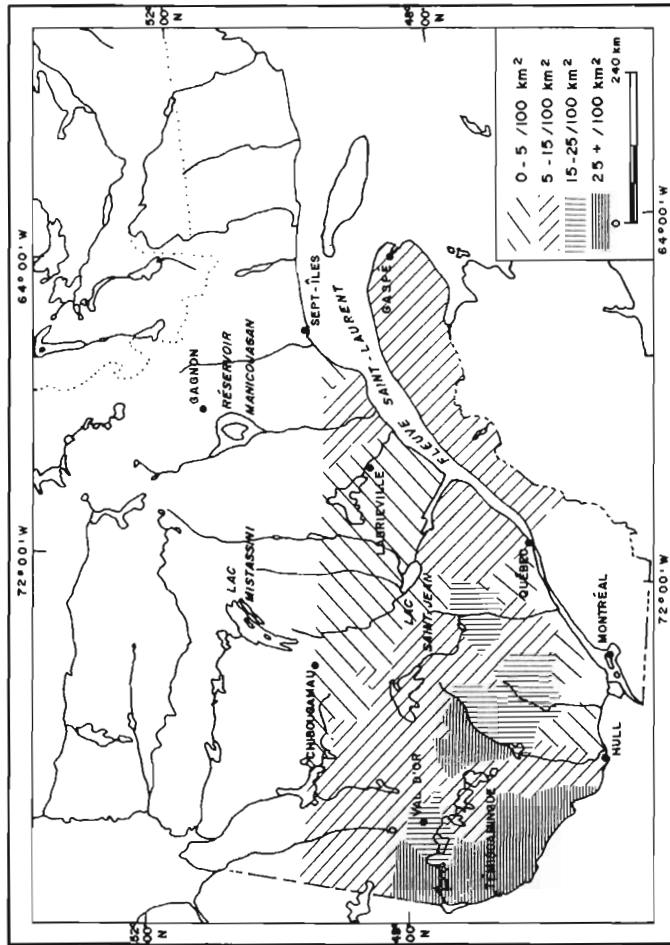 52°
00'
N
48°
00'
N
64° 00' W
72° 00' W
GAGNON
RÉSERVOIR
MANICOUAGAN
SEPT-ÎLES
LAC
MISTASSINI
CHIBOUGAMAU
LABRIEVILLE
LAC
SAINT-JEAN
FLEUVE SAINT-LAURENT
GASPÉ
VAL D'OR
TÉMISCAMINGUE
QUÉBEC
MONTRÉAL
HULL
0 - 5 /100 km²
5 - 15 /100 km²
15 - 25 /100 km²
25 + /100 km²
0
240 km
52°
00'
N
48°
00'
N
72° 00' W
64° 00' W